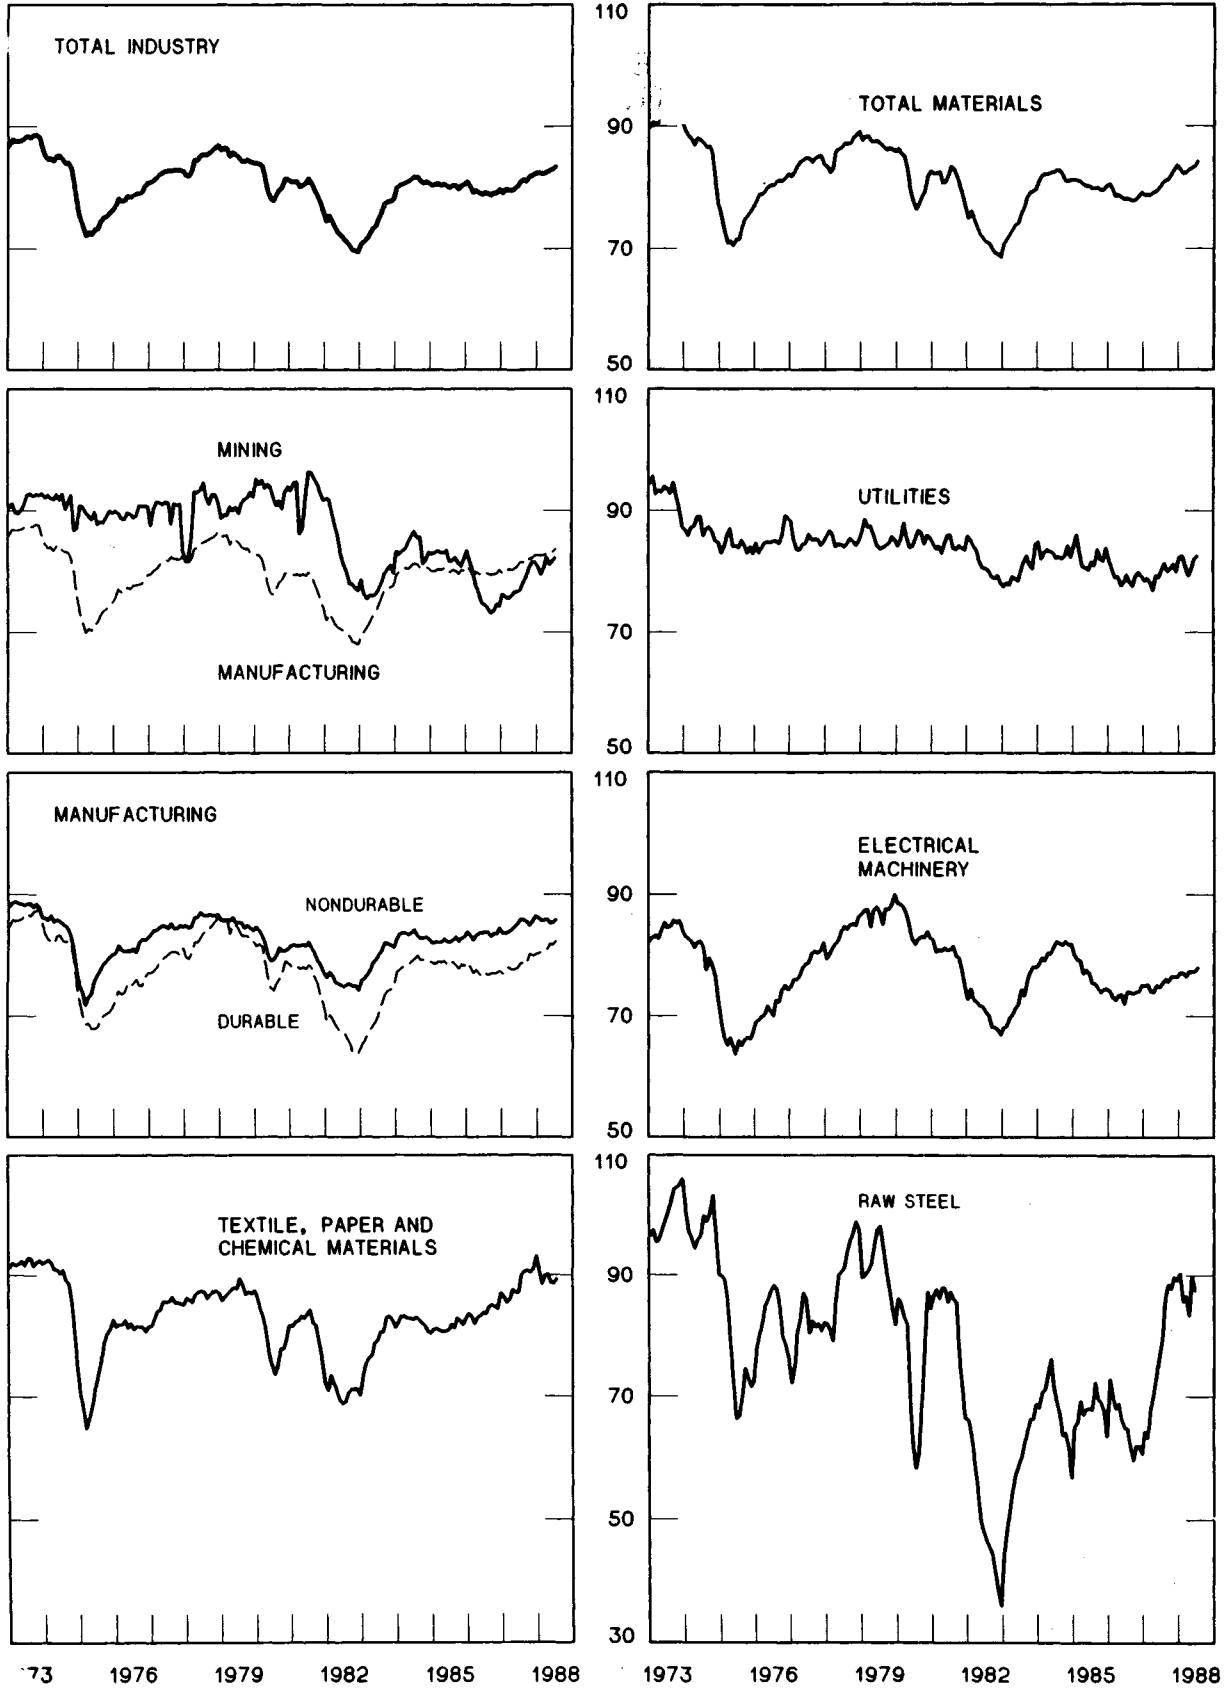 TOTAL INDUSTRY
110
TOTAL MATERIALS
90
70
50
MINING
MANUFACTURING
110
UTILITIES
90
70
50
MANUFACTURING
NONDURABLE
DURABLE
110
ELECTRICAL
MACHINERY
90
70
50
TEXTILE, PAPER AND
CHEMICAL MATERIALS
110
RAW STEEL
90
70
50
30
73 1976 1979 1982 1985 1988
1973 1976 1979 1982 1985 1988